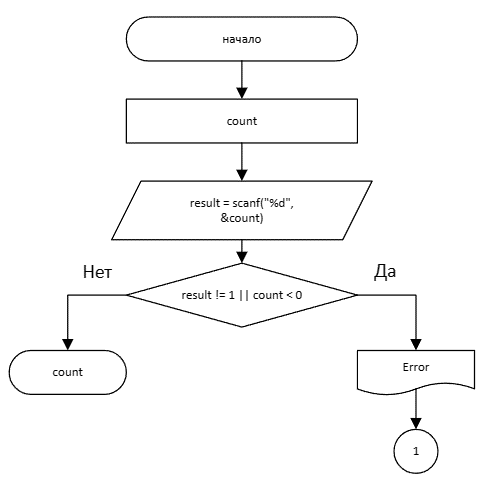 начало
count
result = scanf("%d",
&count)
Нет
Да
result != 1 || count < 0
count
Error
1